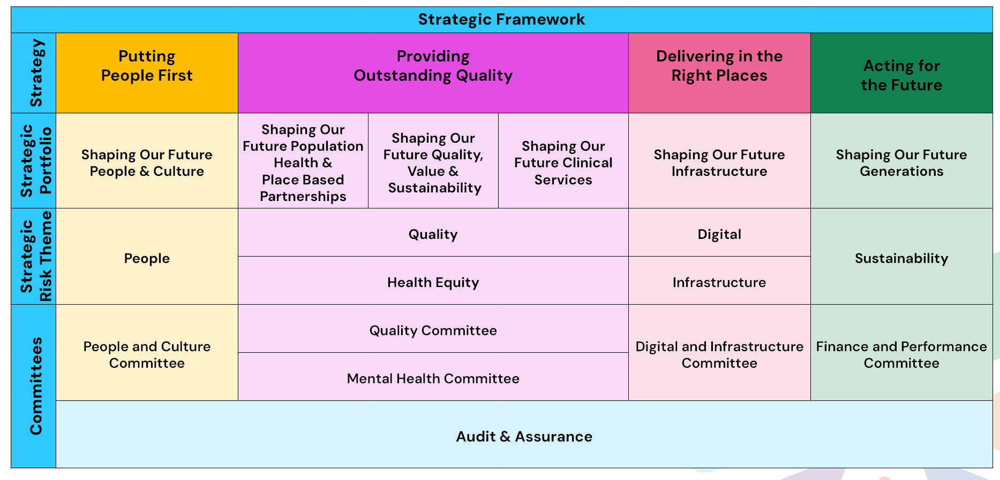 Strategic Framework
Strategy
Putting
People First
Providing
Outstanding Quality
Delivering in the
Right Places
Acting for
the Future
Strategic
Portfolio
Shaping Our Future
People & Culture
Shaping Our
Future Population
Health &
Place Based
Partnerships
Shaping Our
Future Quality,
Value &
Sustainability
Shaping Our
Future Clinical
Services
Shaping Our Future
Infrastructure
Shaping Our Future
Generations
Strategic
Risk Theme
People
Quality
Health Equity
Digital
Infrastructure
Sustainability
Committees
People and Culture
Committee
Quality Committee
Mental Health Committee
Digital and Infrastructure
Committee
Finance and Performance
Committee
Audit & Assurance